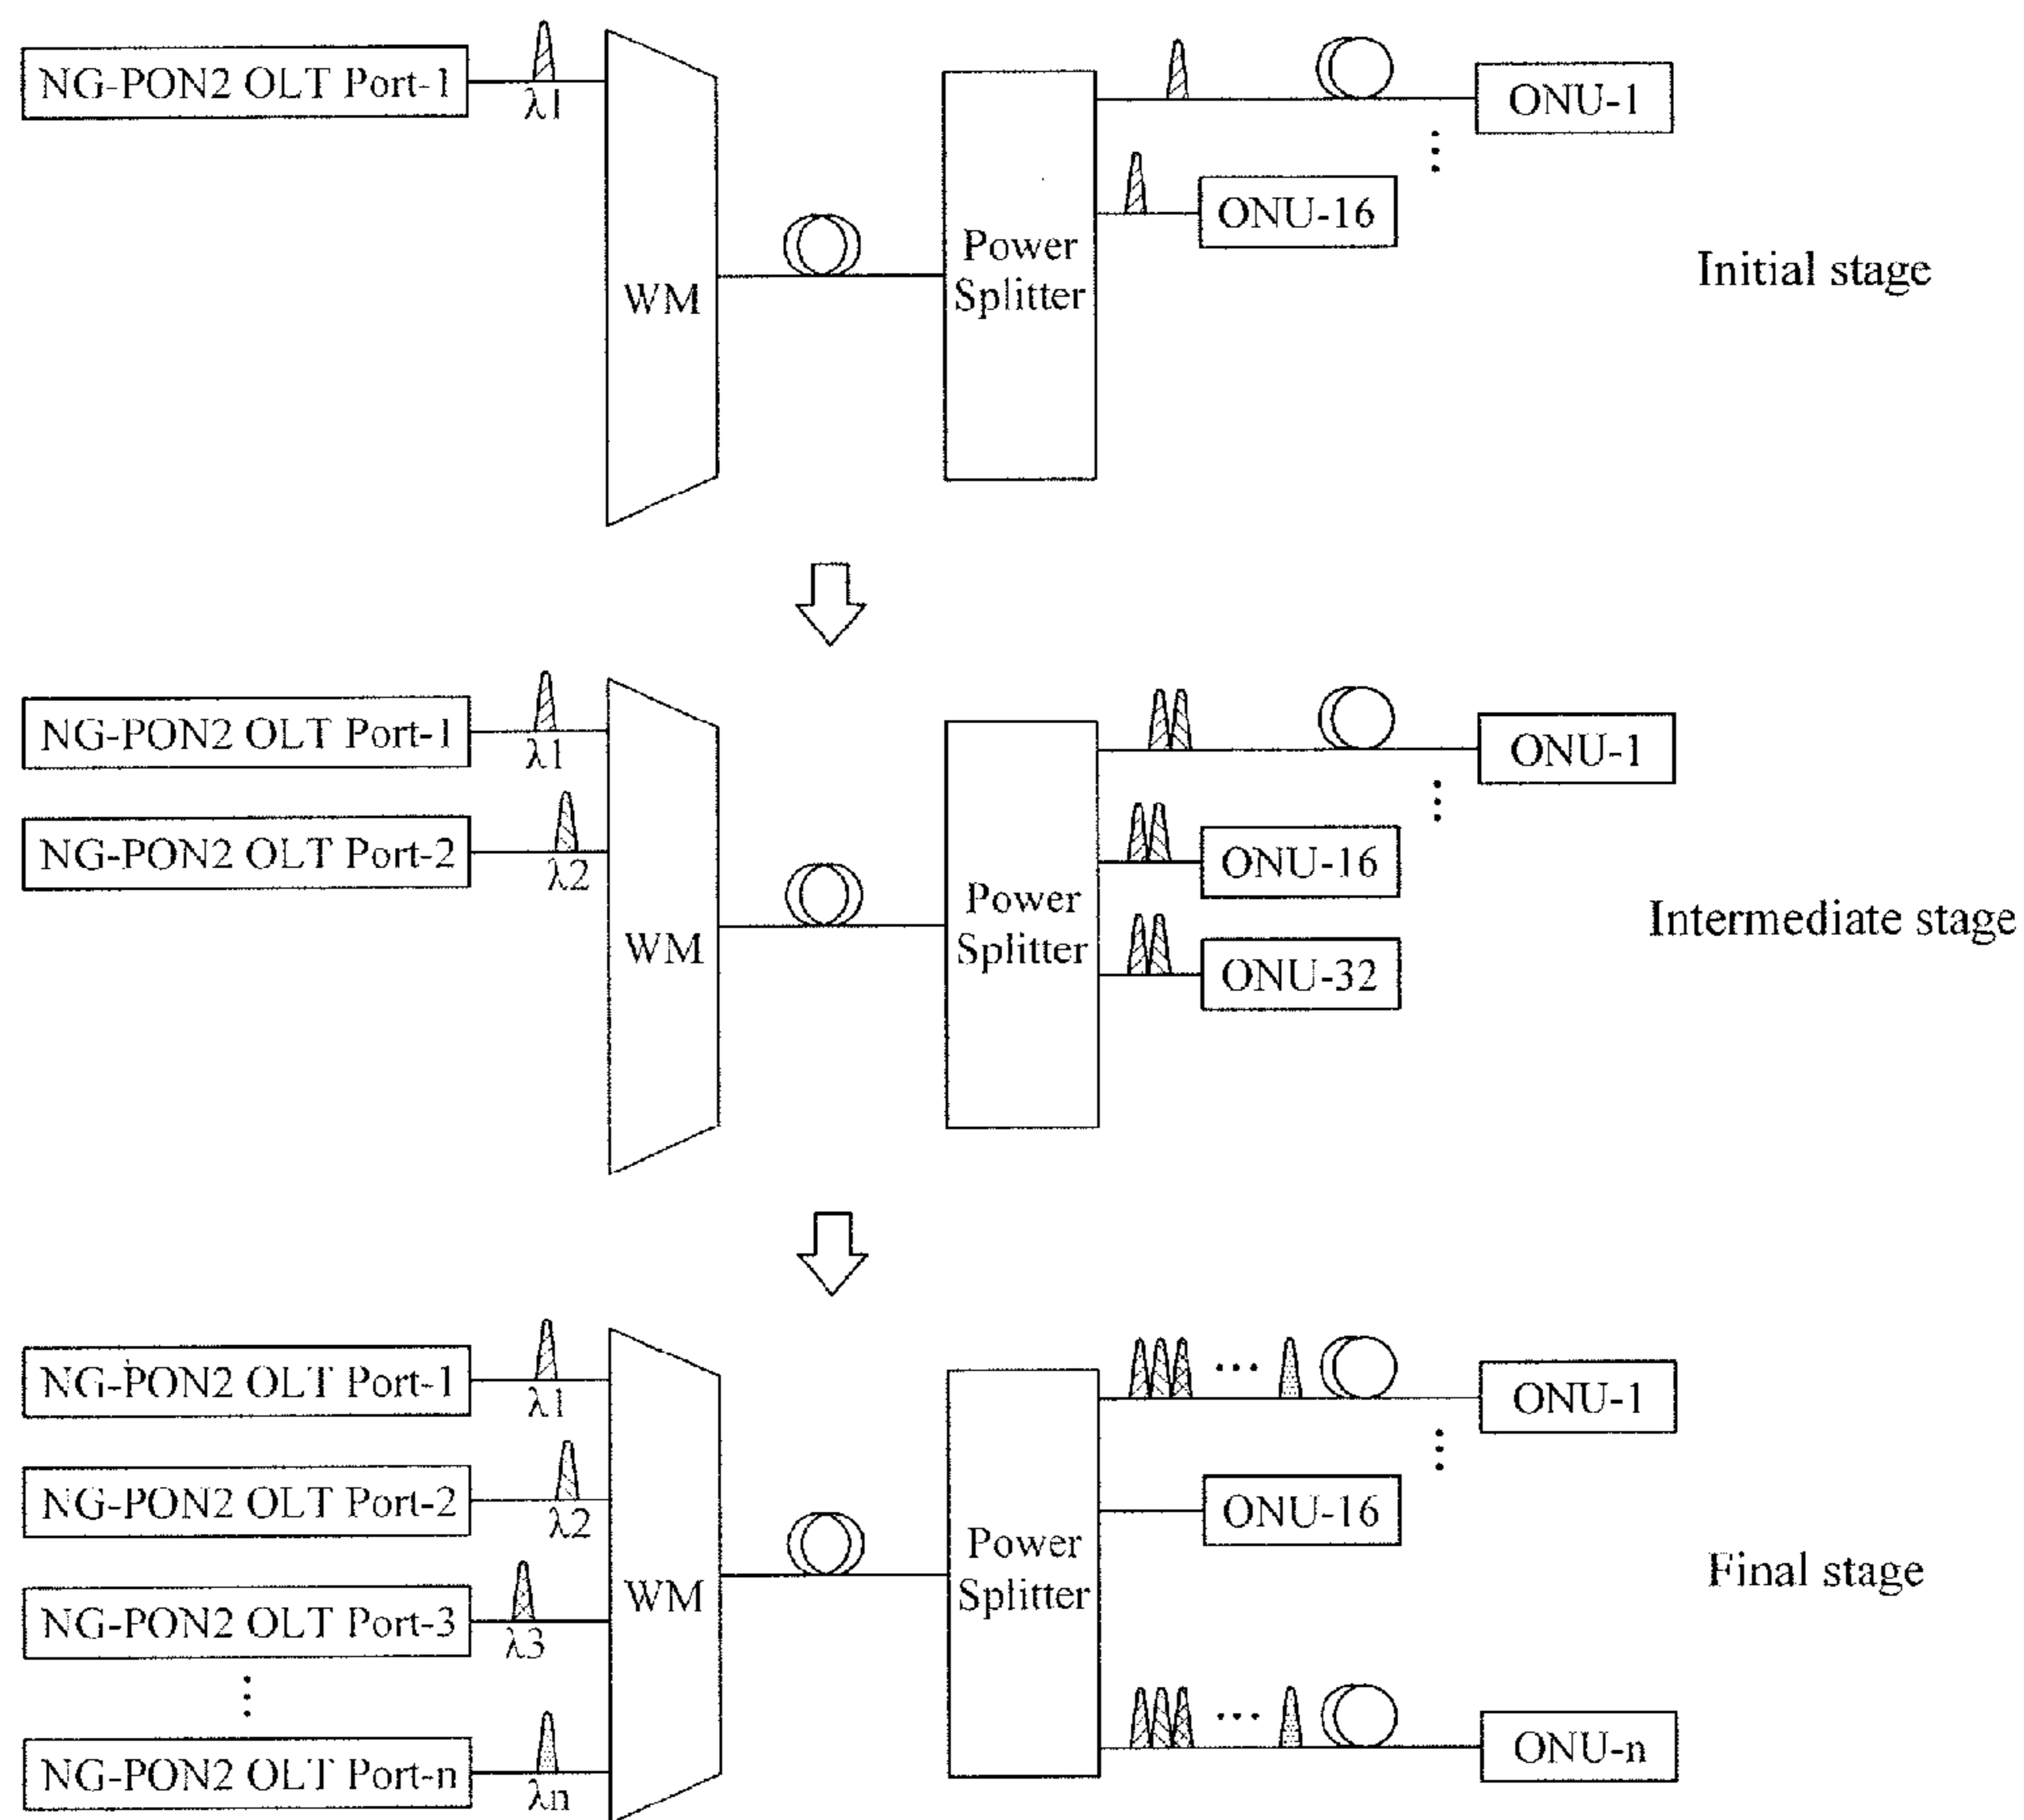 NG-PON2 OLT Port-1
λ1
ONU-1
ONU-16
WM
Power
Splitter
Initial stage
NG-PON2 OLT Port-1
λ1
NG-PON2 OLT Port-2
λ2
ONU-1
ONU-16
ONU-32
WM
Power
Splitter
Intermediate stage
NG-PON2 OLT Port-1
λ1
NG-PON2 OLT Port-2
λ2
NG-PON2 OLT Port-3
λ3
NG-PON2 OLT Port-n
λn
WM
Power
Splitter
ONU-1
ONU-16
ONU-n
Final stage